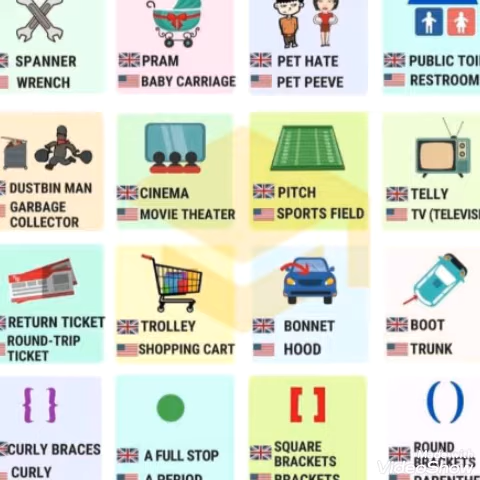 SPANNER
WRENCH
PRAM
BABY CARRIAGE
PET HATE
PET PEEVE
PUBLIC
RESTROOM
DUSTBIN MAN
GARBAGE
COLLECTOR
CINEMA
MOVIE THEATER
PITCH
SPORTS FIELD
TELLY
TV
RETURN TICKET
ROUND-TRIP
TICKET
TROLLEY
SHOPPING CART
BONNET
HOOD
BOOT
TRUNK
CURLY BRACES
CURLY
A FULL STOP
A PERIOD
SQUARE
BRACKETS
BRACKETS
ROUND
BRACKETS